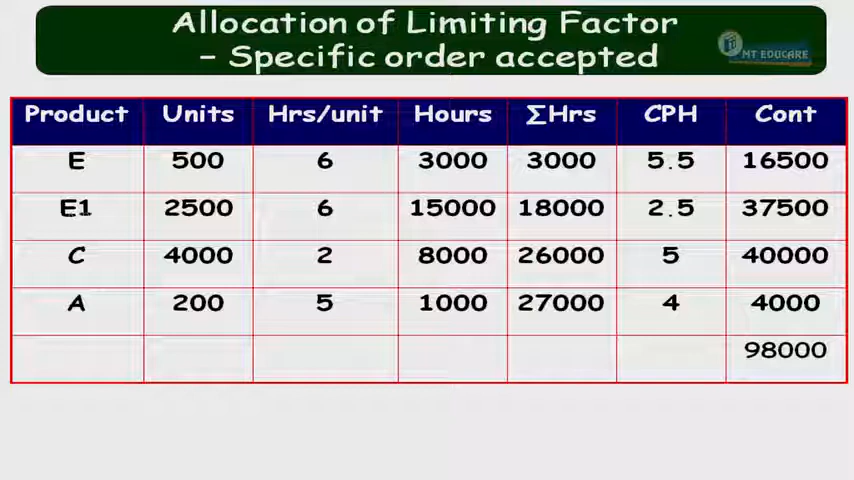 Allocation of Limiting Factor
– Specific order accepted
MT EDUCARE
Product Units Hrs/unit Hours ∑Hrs CPH Cont
E 500 6 3000 3000 5.5 16500
E1 2500 6 15000 18000 2.5 37500
C 4000 2 8000 26000 5 40000
A 200 5 1000 27000 4 4000
98000